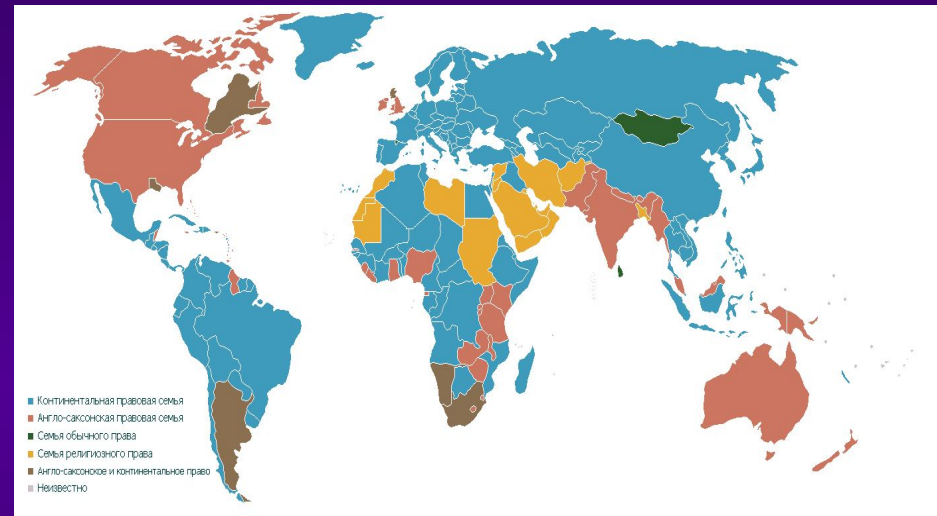 Континентальная правовая семья
Англо-саксонская правовая семья
Семья обычного права
Семья религиозного права
Англо-саксонское и континентальное право
Неизвестно